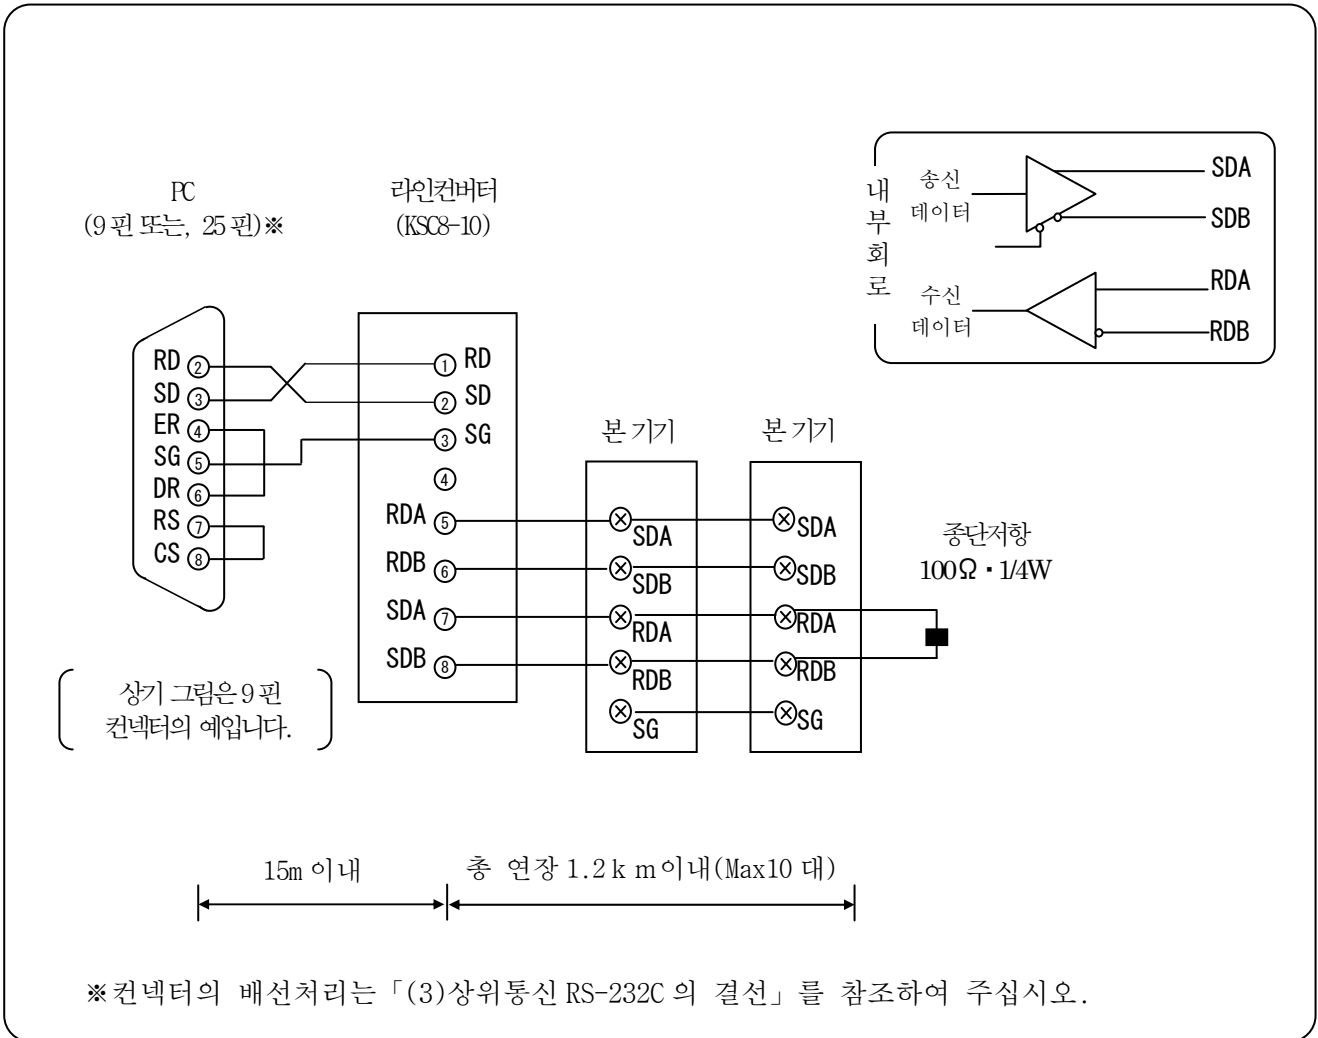 PC
(9핀 또는, 25핀)※
라인컨버터
(KSC8-10)
내부회로
송신
데이터
SDA
SDB
수신
데이터
RDA
RDB
RD ②
SD ③
ER ④
SG ⑤
DR ⑥
RS ⑦
CS ⑧
① RD
② SD
③ SG
④
RDA ⑤
RDB ⑥
SDA ⑦
SDB ⑧
본 기기
SDA
SDB
RDA
RDB
SG
본 기기
SDA
SDB
RDA
RDB
SG
종단저항
100Ω・1/4W
상기 그림은 9핀
컨넥터의 예입니다.
15m 이내
총 연장 1.2km이내(Max10 대)
※컨넥터의 배선처리는「(3)상위통신 RS-232C 의 결선」를 참조하여 주십시오.